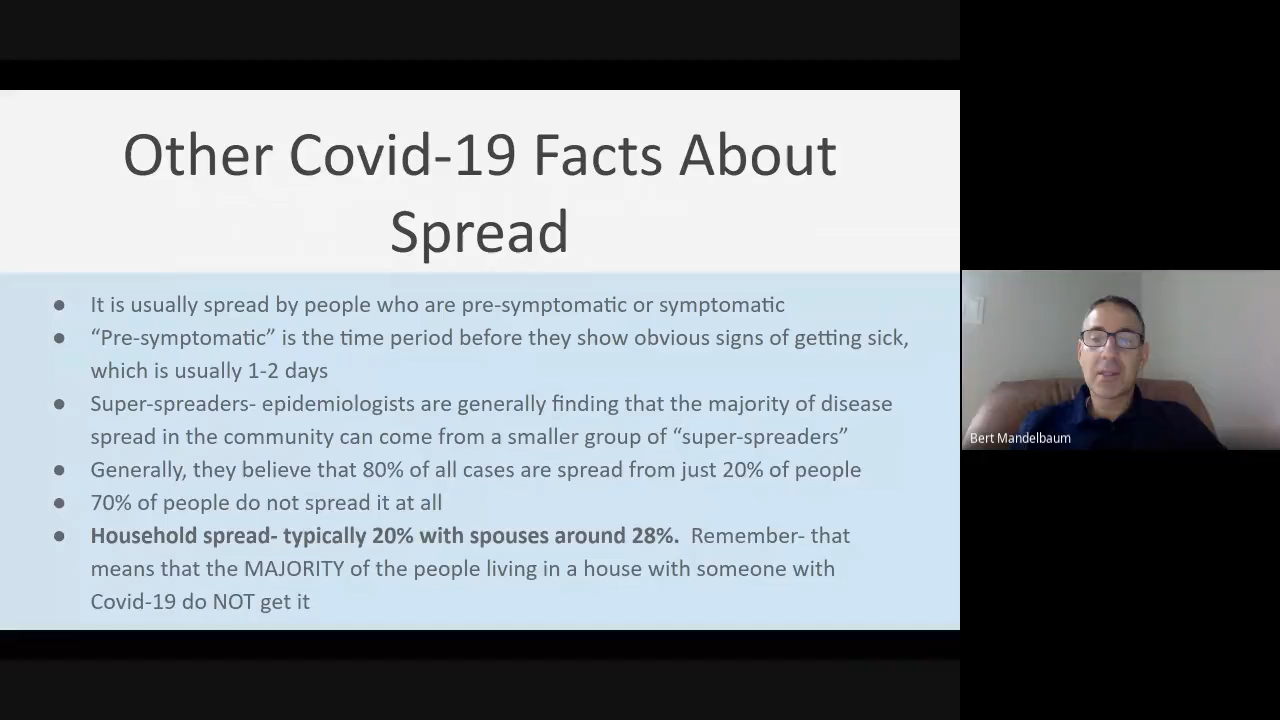 Other Covid-19 Facts About
Spread
● It is usually spread by people who are pre-symptomatic or symptomatic
● “Pre-symptomatic” is the time period before they show obvious signs of getting sick,
which is usually 1-2 days
● Super-spreaders- epidemiologists are generally finding that the majority of disease
spread in the community can come from a smaller group of “super-spreaders”
● Generally, they believe that 80% of all cases are spread from just 20% of people
● 70% of people do not spread it at all
● Household spread- typically 20% with spouses around 28%. Remember- that
means that the MAJORITY of the people living in a house with someone with
Covid-19 do NOT get it
Bert Mandelbaum